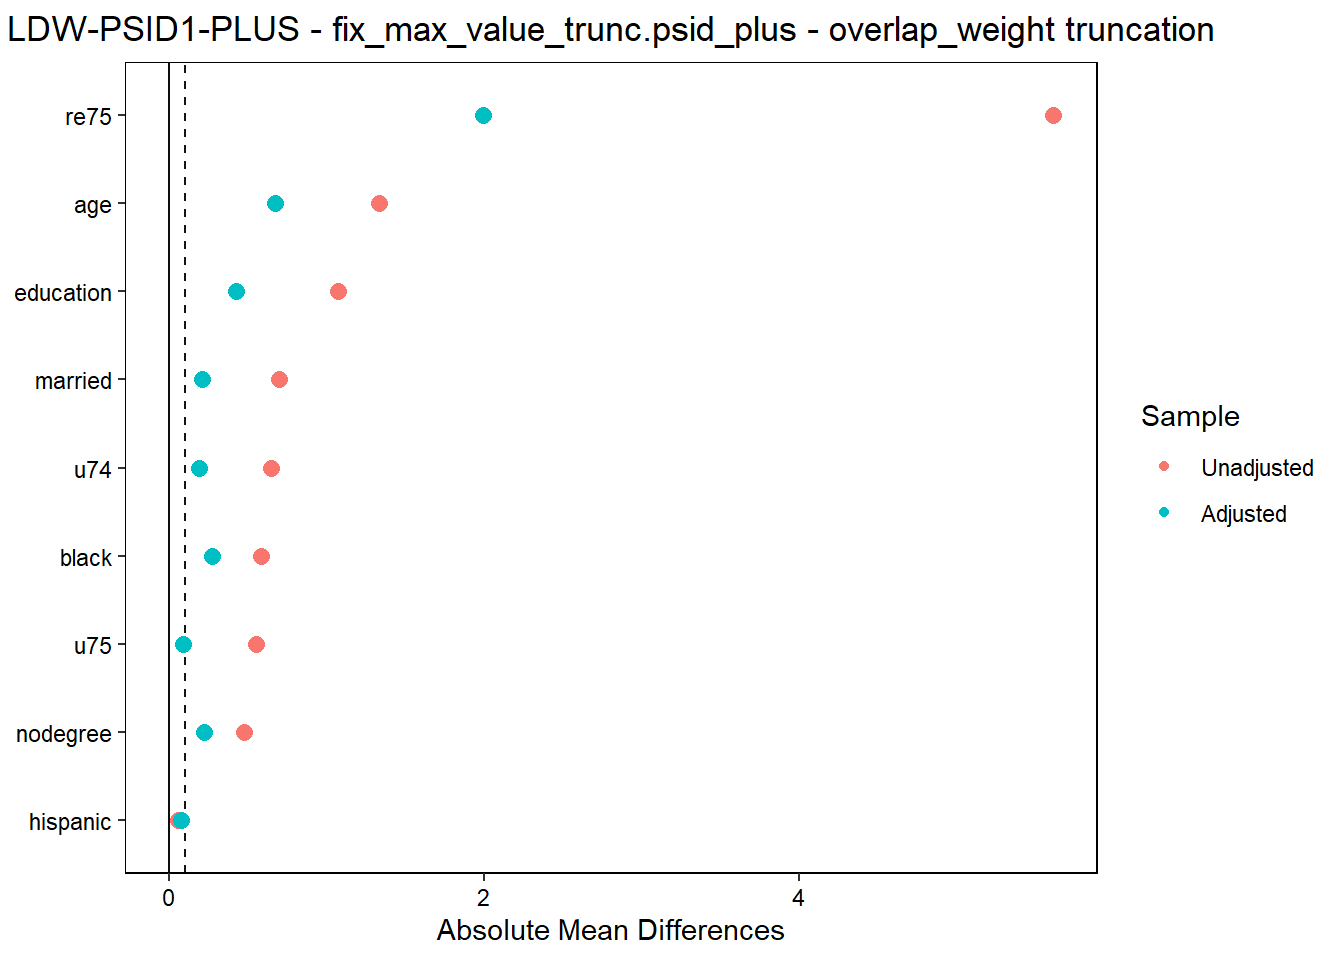 LDW-PSID1-PLUS - fix_max_value_trunc.psid_plus - overlap_weight truncation
re75
age
education
married
u74
black
u75
nodegree
hispanic
0 2 4
Absolute Mean Differences
Sample
Unadjusted
Adjusted